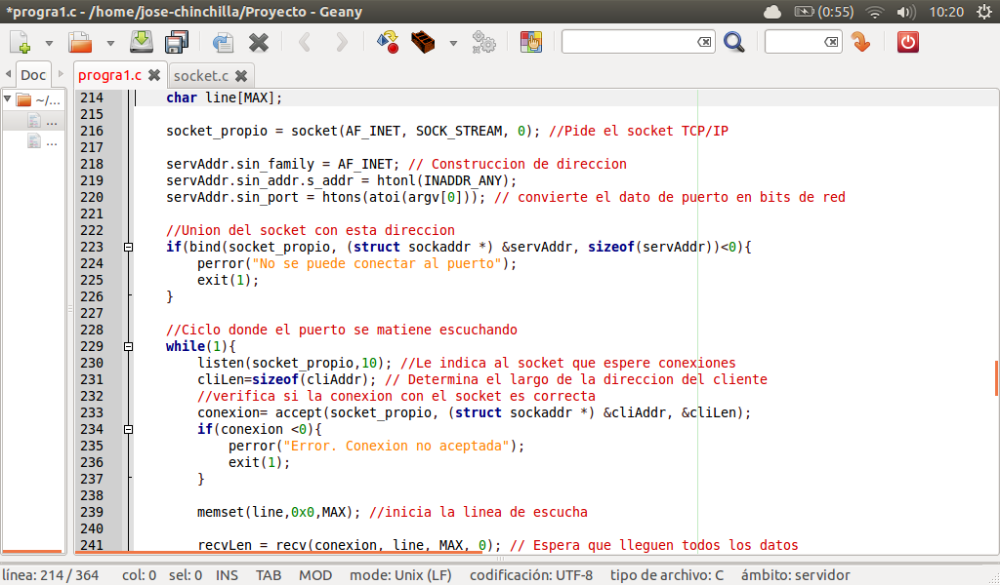 *progra1.c - /home/jose-chinchilla/Proyecto - Geany
(0:55)
10:20
Doc
progra1.c
socket.c
~/...
...
...
214 char line[MAX];
215
216 socket_propio = socket(AF_INET, SOCK_STREAM, 0); //Pide el socket TCP/IP
217
218 servAddr.sin_family = AF_INET; // Construccion de direccion
219 servAddr.sin_addr.s_addr = htonl(INADDR_ANY);
220 servAddr.sin_port = htons(atoi(argv[0])); // convierte el dato de puerto en bits de red
221
222 //Union del socket con esta direccion
223 if(bind(socket_propio, (struct sockaddr *) &servAddr, sizeof(servAddr))<0){
224 perror("No se puede conectar al puerto");
225 exit(1);
226 }
227
228 //Ciclo donde el puerto se matiene escuchando
229 while(1){
230 listen(socket_propio,10); //Le indica al socket que espere conexiones
231 cliLen=sizeof(cliAddr); // Determina el largo de la direccion del cliente
232 //verifica si la conexion con el socket es correcta
233 conexion= accept(socket_propio, (struct sockaddr *) &cliAddr, &cliLen);
234 if(conexion <0){
235 perror("Error. Conexion no aceptada");
236 exit(1);
237 }
238
239 memset(line,0x0,MAX); //inicia la linea de escucha
240
241 recvLen = recv(conexion, line, MAX, 0); // Espera que lleguen todos los datos
línea: 214 / 364 col: 0 sel: 0 INS TAB MOD mode: Unix (LF) codificación: UTF-8 tipo de archivo: C ámbito: servidor